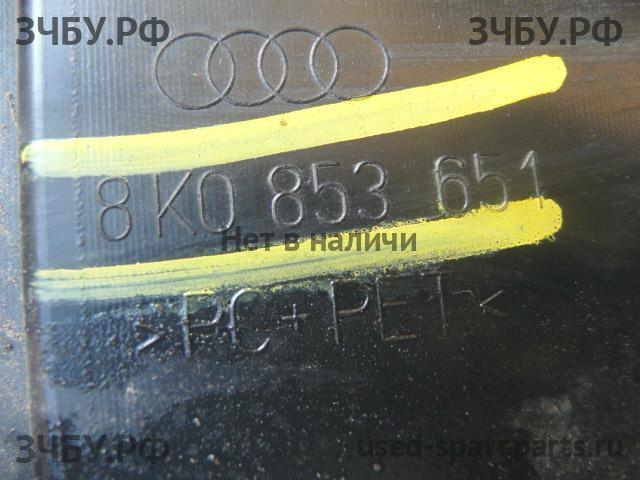 ЗЧБУ.РФ ЗЧБУ.РФ
8K0 853 651
Нет в наличи
>PC+PET<
ЗЧБУ.РФ used-spareparts.ru